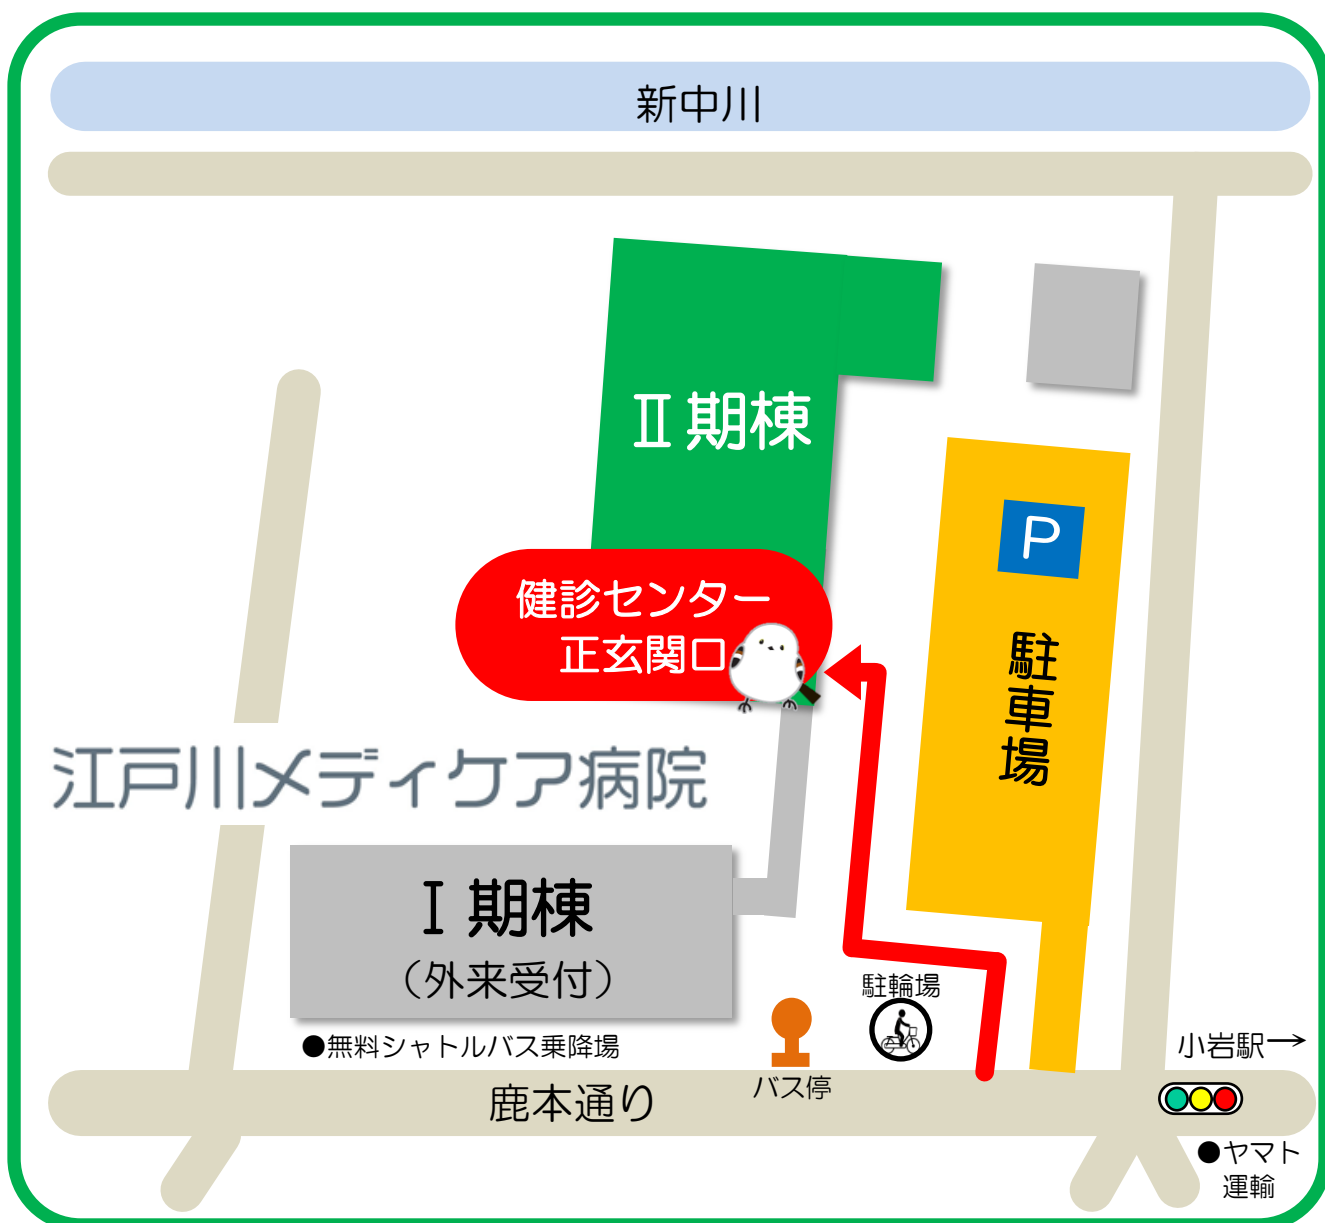 新中川
Ⅱ期棟
P
駐車場
健診センター
正玄関口
江戸川メディケア病院
Ⅰ期棟
（外来受付）
●無料シャトルバス乗降場
バス停
駐輪場
鹿本通り
小岩駅→
●ヤマト
運輸